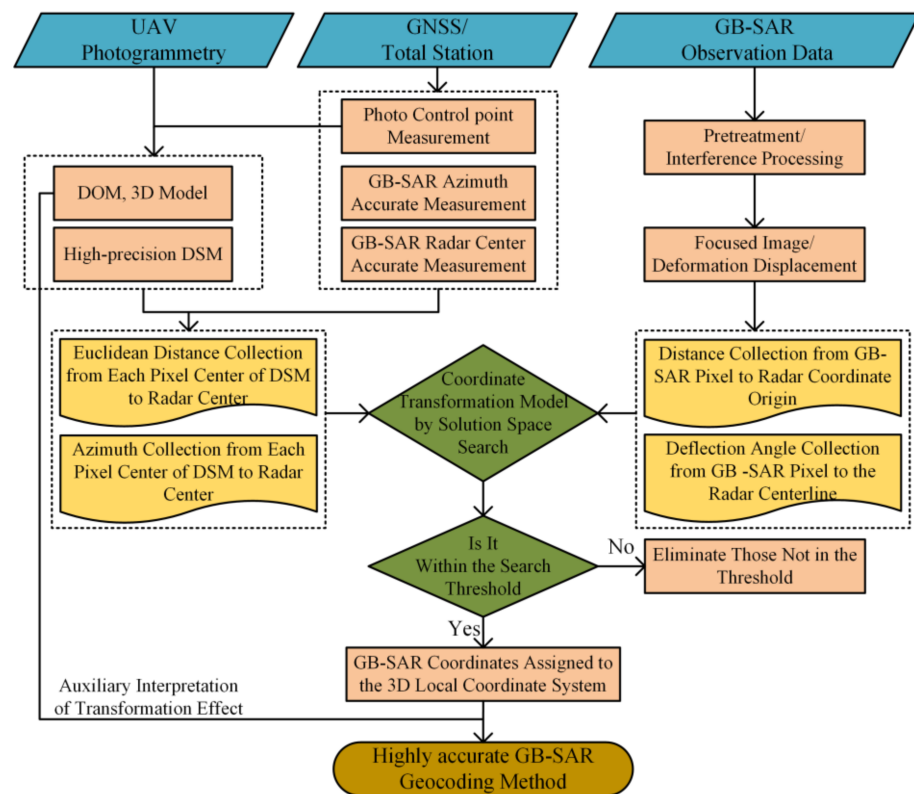 UAV
Photogrammetry
GNSS/
Total Station
GB-SAR
Observation Data
Photo Control point
Measurement
GB-SAR Azimuth
Accurate Measurement
GB-SAR Radar Center
Accurate Measurement
DOM, 3D Model
High-precision DSM
Pretreatment/
Interference Processing
Focused Image/
Deformation Displacement
Euclidean Distance Collection
from Each Pixel Center of DSM
to Radar Center
Azimuth Collection from Each
Pixel Center of DSM to Radar
Center
Coordinate
Transformation Model
by Solution Space
Search
Distance Collection from GB-
SAR Pixel to Radar Coordinate
Origin
Deflection Angle Collection
from GB -SAR Pixel to the
Radar Centerline
Is It
Within the Search
Threshold
No
Eliminate Those Not in the
Threshold
Yes
GB-SAR Coordinates Assigned to
the 3D Local Coordinate System
Auxiliary Interpretation
of Transformation Effect
Highly accurate GB-SAR
Geocoding Method